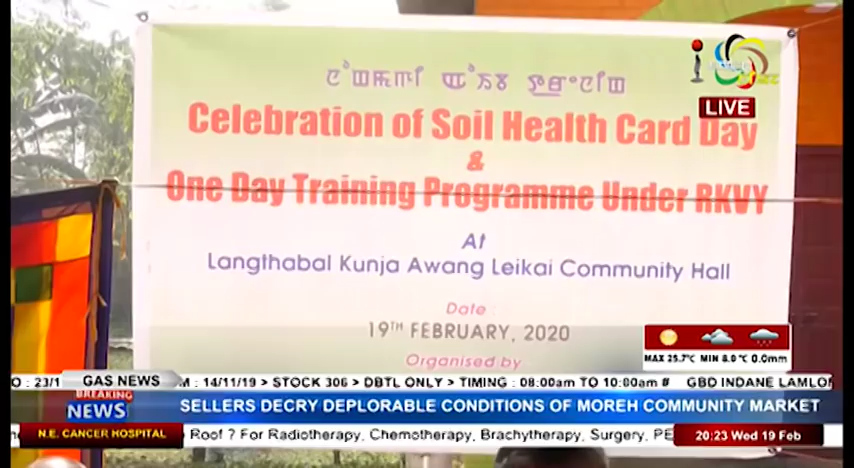 LIVE
Celebration of Soil Health Card Day
&
One Day Training Programme Under RKVY
At
Langthabal Kunja Awang Leikai Community Hall
Date :
19TH FEBRUARY, 2020
Organised by
MAX 25.7°C MIN 8.0°C 0.0mm
GAS NEWS
: 14/11/19 > STOCK 306 > DBTL ONLY > TIMING : 08:00am TO 10:00am # GBD INDANE
BREAKING
NEWS
SELLERS DECRY DEPLORABLE CONDITIONS OF MOREH COMMUNITY MARKET
N.E. CANCER HOSPITAL
Roof ? For Radiotherapy, Chemotherapy, Brachytherapy, Surgery,
20:23 Wed 19 Feb